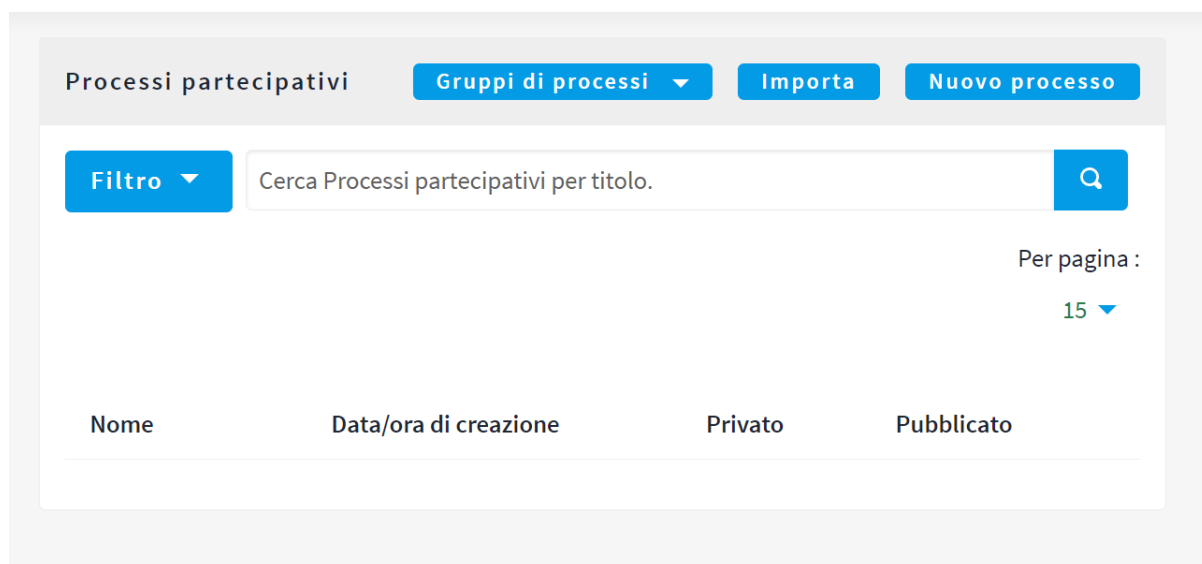 Processi partecipativi Gruppi di processi Importa Nuovo processo
Filtro Cerca Processi partecipativi per titolo.
Per pagina :
15
Nome Data/ora di creazione Privato Pubblicato